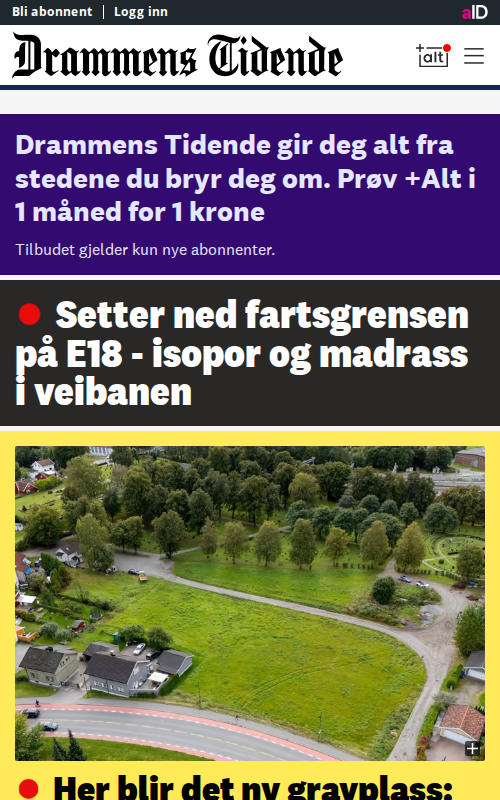 Bli abonnent | Logg inn
aID
Drammens Tidende
+alt
Drammens Tidende gir deg alt fra
stedene du bryr deg om. Prøv +Alt i
1 måned for 1 krone
Tilbudet gjelder kun nye abonnenter.
Setter ned fartsgrensen
på E18 - isopor og madrass
i veibanen
Her blir det ny gravplass: